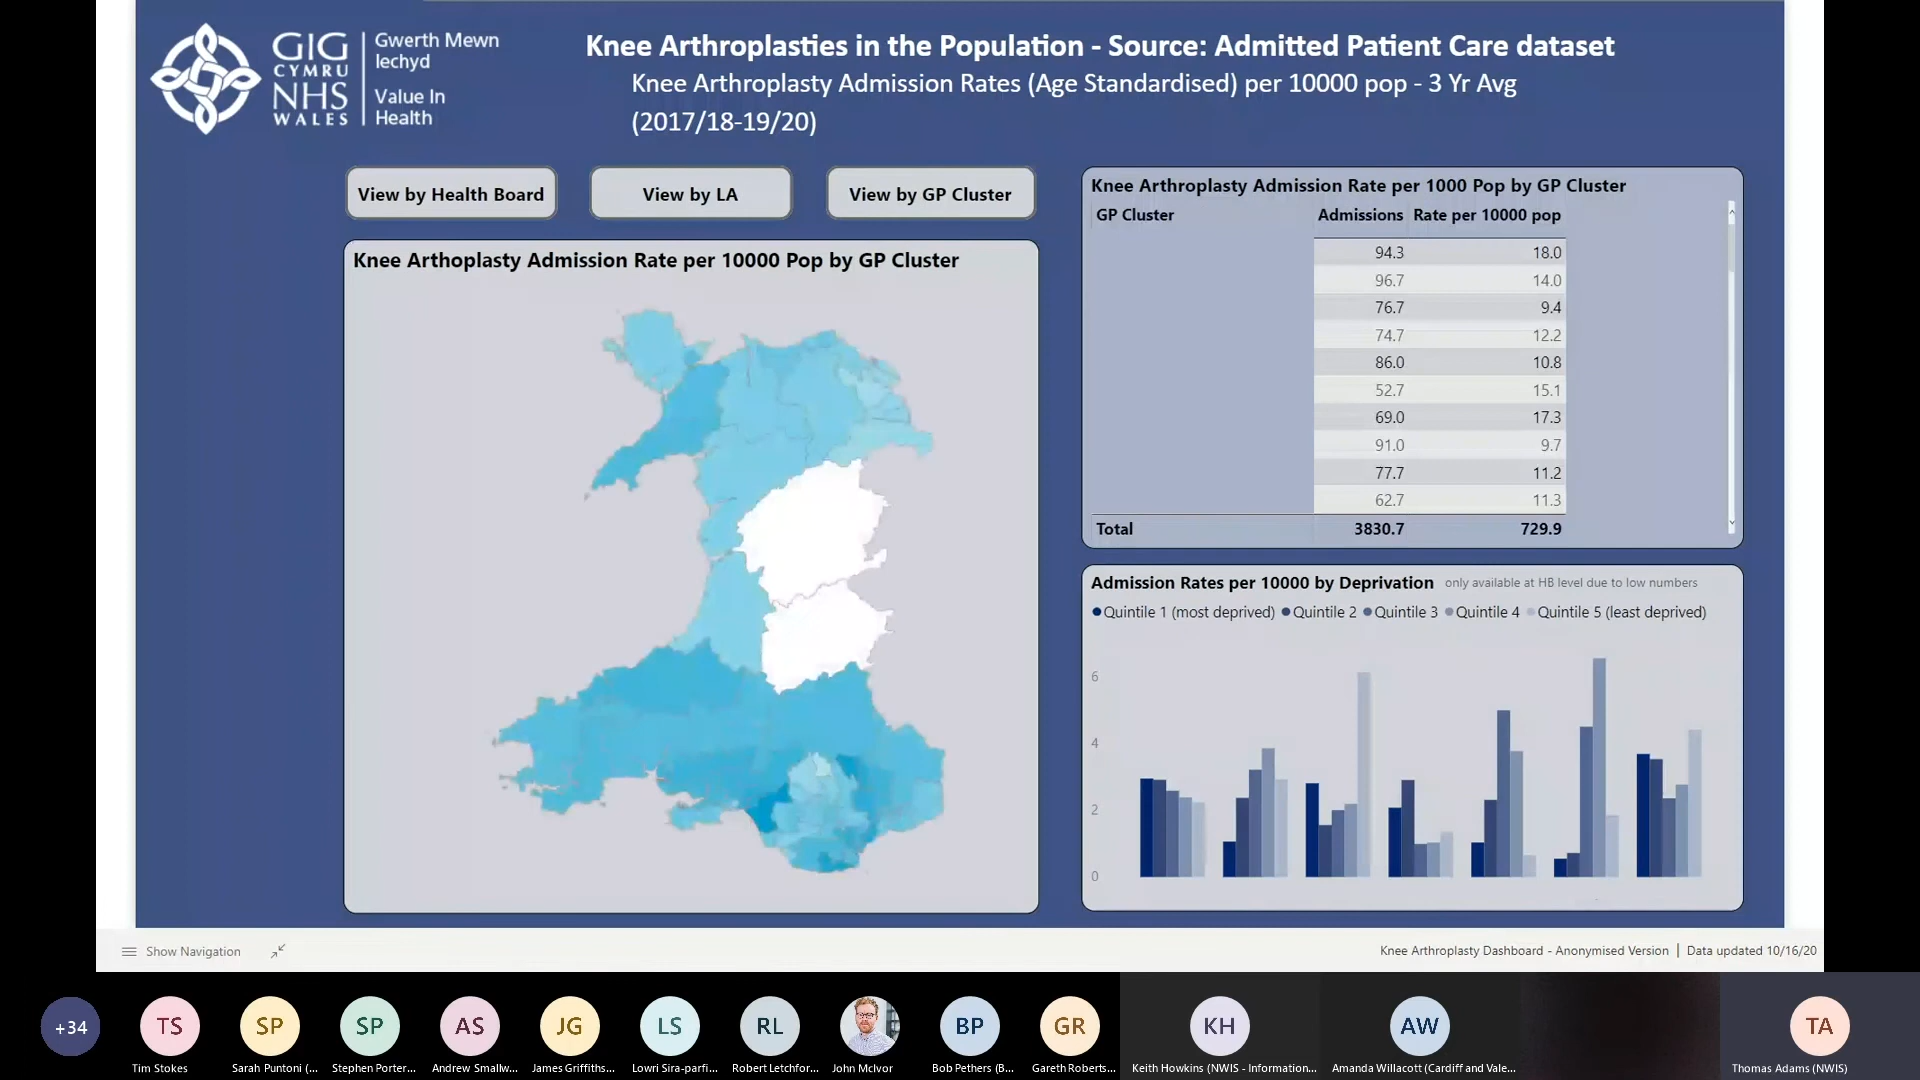 GIG
CYMRU
NHS
WALES
Gwerth Mewn
Iechyd
Value In
Health
Knee Arthroplasties in the Population - Source: Admitted Patient Care dataset
Knee Arthroplasty Admission Rates (Age Standardised) per 10000 pop - 3 Yr Avg
(2017/18-19/20)
View by Health Board
View by LA
View by GP Cluster
Knee Arthoplasty Admission Rate per 10000 Pop by GP Cluster
Knee Arthroplasty Admission Rate per 1000 Pop by GP Cluster
GP Cluster Admissions Rate per 10000 pop
94.3 18.0
96.7 14.0
76.7 9.4
74.7 12.2
86.0 10.8
52.7 15.1
69.0 17.3
91.0 9.7
77.7 11.2
62.7 11.3
Total 3830.7 729.9
Admission Rates per 10000 by Deprivation only available at HB level due to low numbers
Quintile 1 (most deprived) Quintile 2 Quintile 3 Quintile 4 Quintile 5 (least deprived)
6
4
2
0
Show Navigation
Knee Arthroplasty Dashboard - Anonymised Version | Data updated 10/16/20
+34
TS
SP
SP
AS
JG
LS
RL
BP
GR
KH
AW
TA
Tim Stokes
Sarah Puntoni (...
Stephen Porter...
Andrew Smallw...
James Griffiths...
Lowri Sira-parfi...
Robert Letchfor...
John McIvor
Bob Pethers (B...
Gareth Roberts...
Keith Howkins (NWIS - Information...
Amanda Willacott (Cardiff and Vale...
Thomas Adams (NWIS)